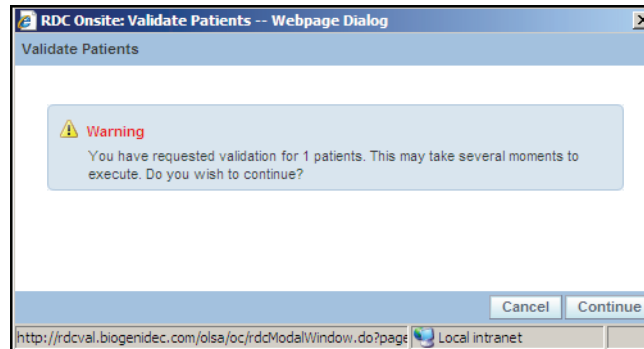 RDC Onsite: Validate Patients -- Webpage Dialog
Validate Patients
Warning
You have requested validation for 1 patients. This may take several moments to
execute. Do you wish to continue?
Cancel Continue
http://rdcval.biogenidec.com/olsa/oc/rdcModalWindow.do?page Local intranet